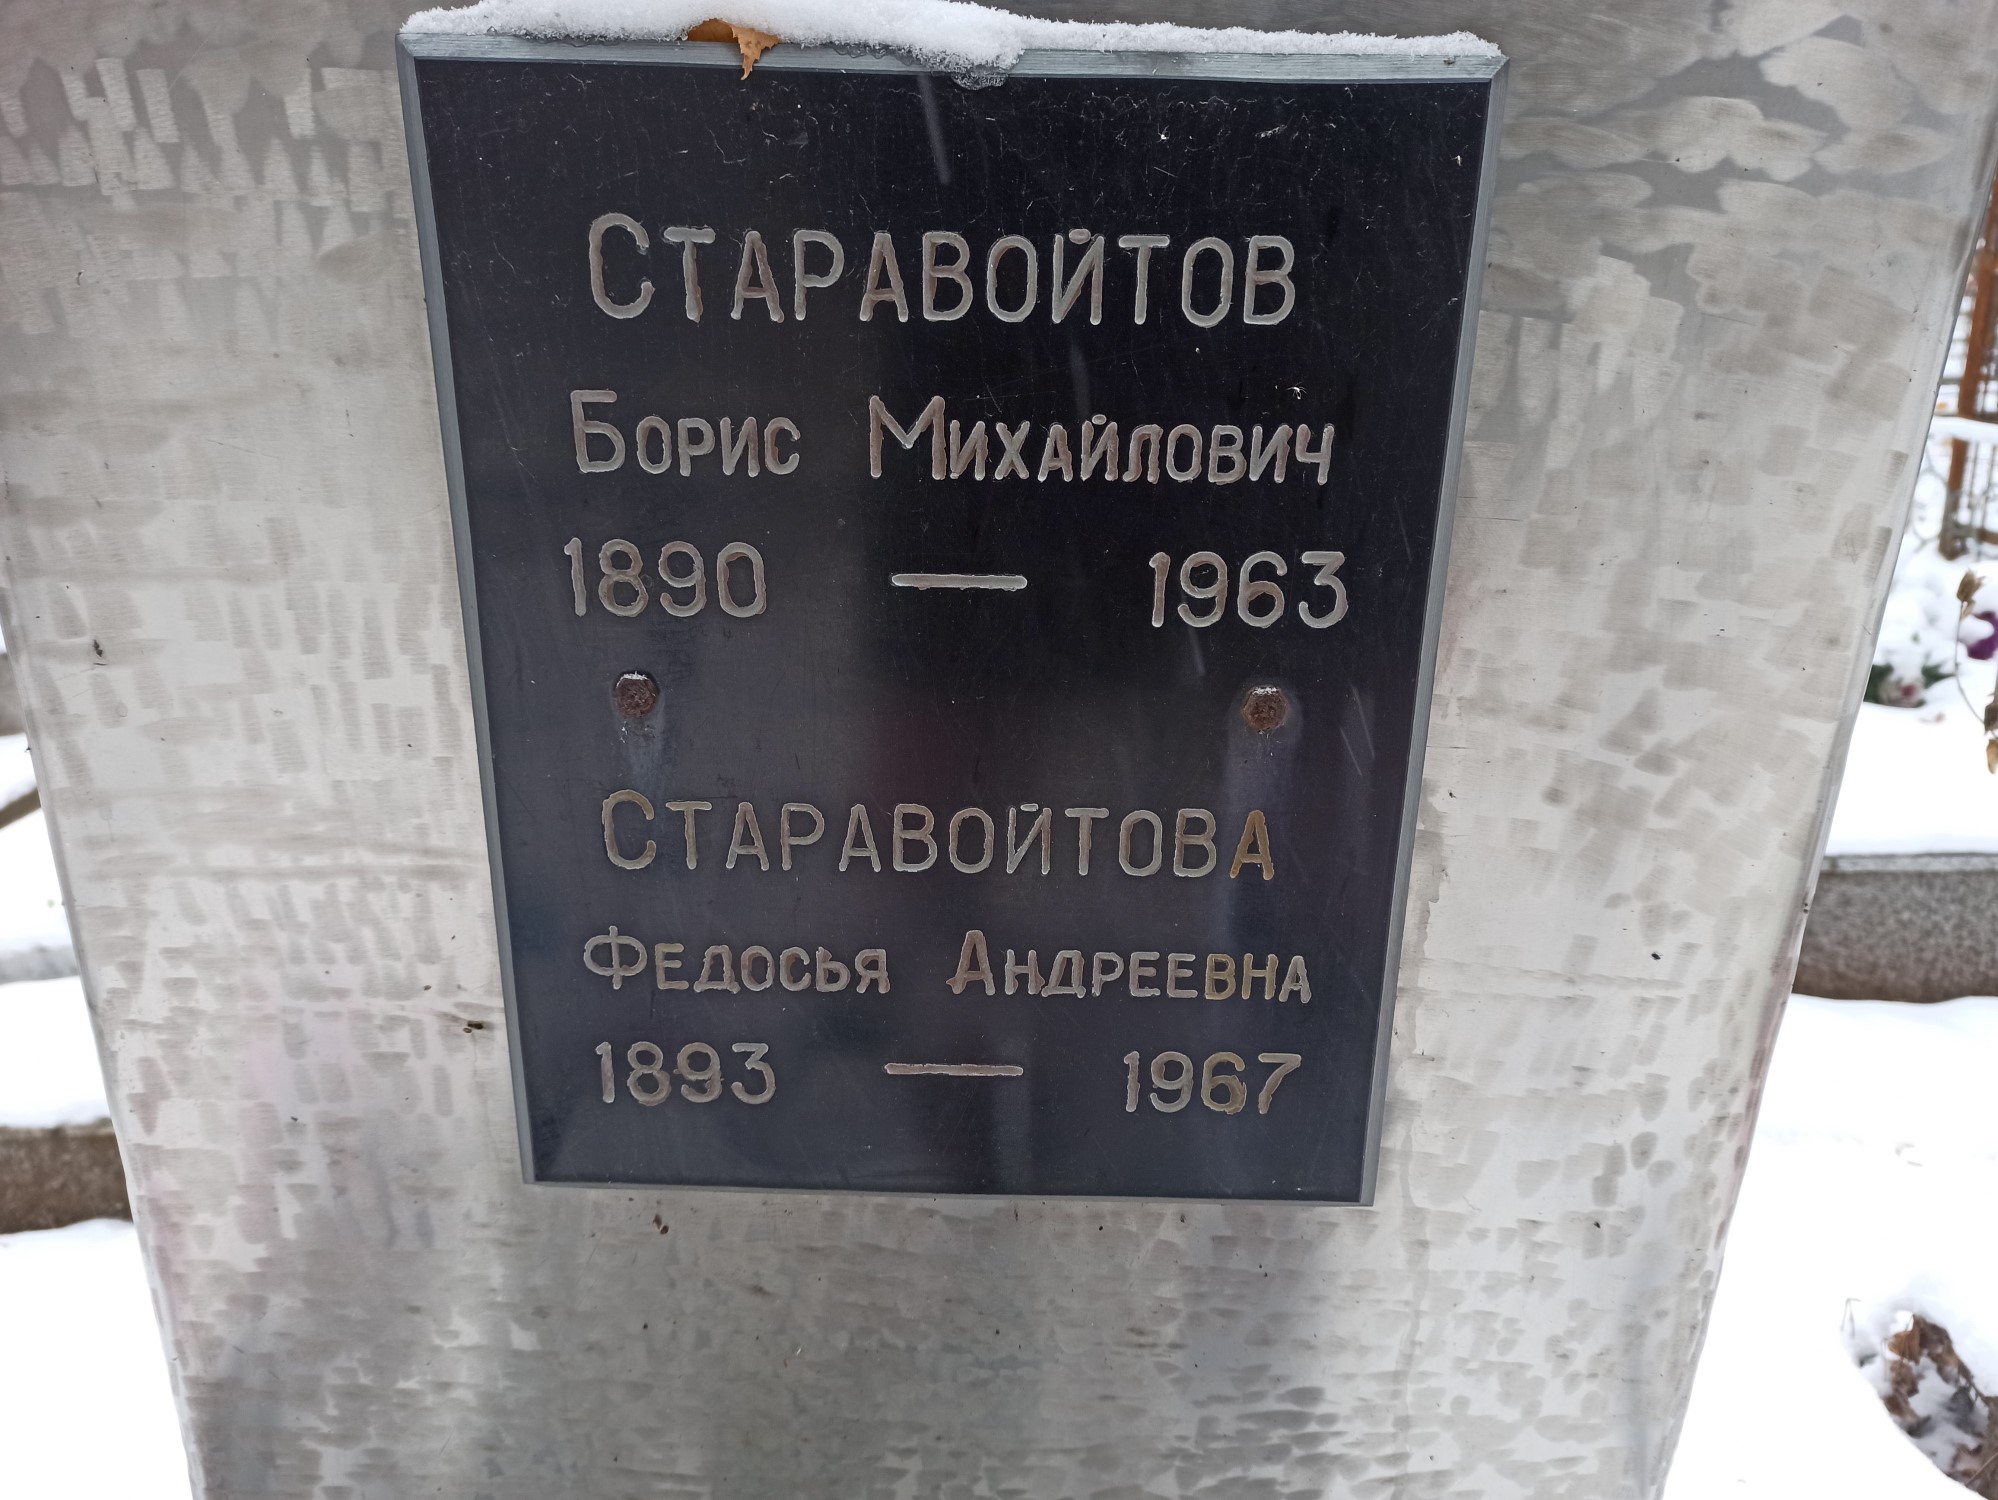 Старавойтов
Борис Михайлович
1890 — 1963
Старавойтова
Федосья Андреевна
1893 — 1967